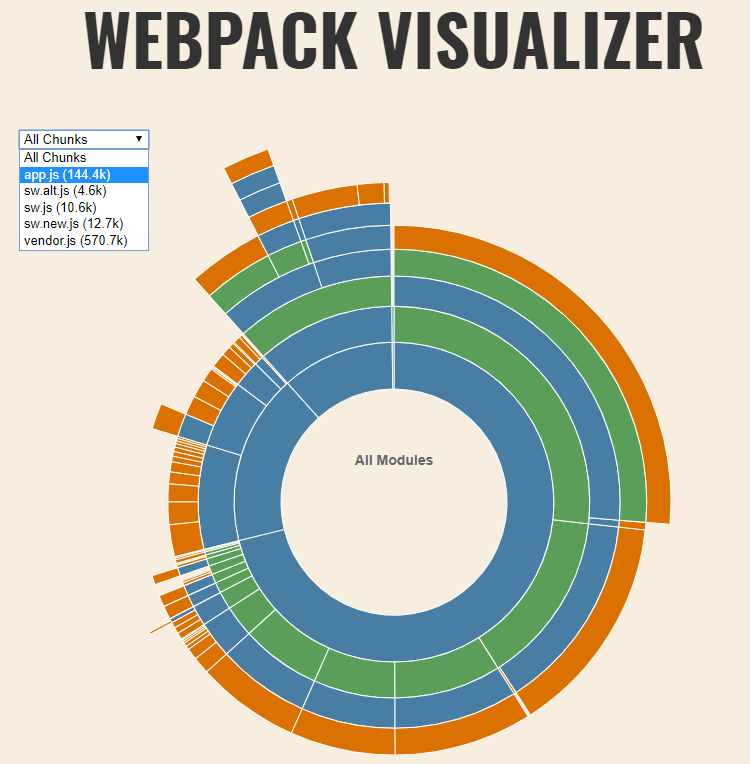 WEBPACK VISUALIZER
All Chunks
All Chunks
app.js (144.4k)
sw.alt.js (4.6k)
sw.js (10.6k)
sw.new.js (12.7k)
vendor.js (570.7k)
All Modules